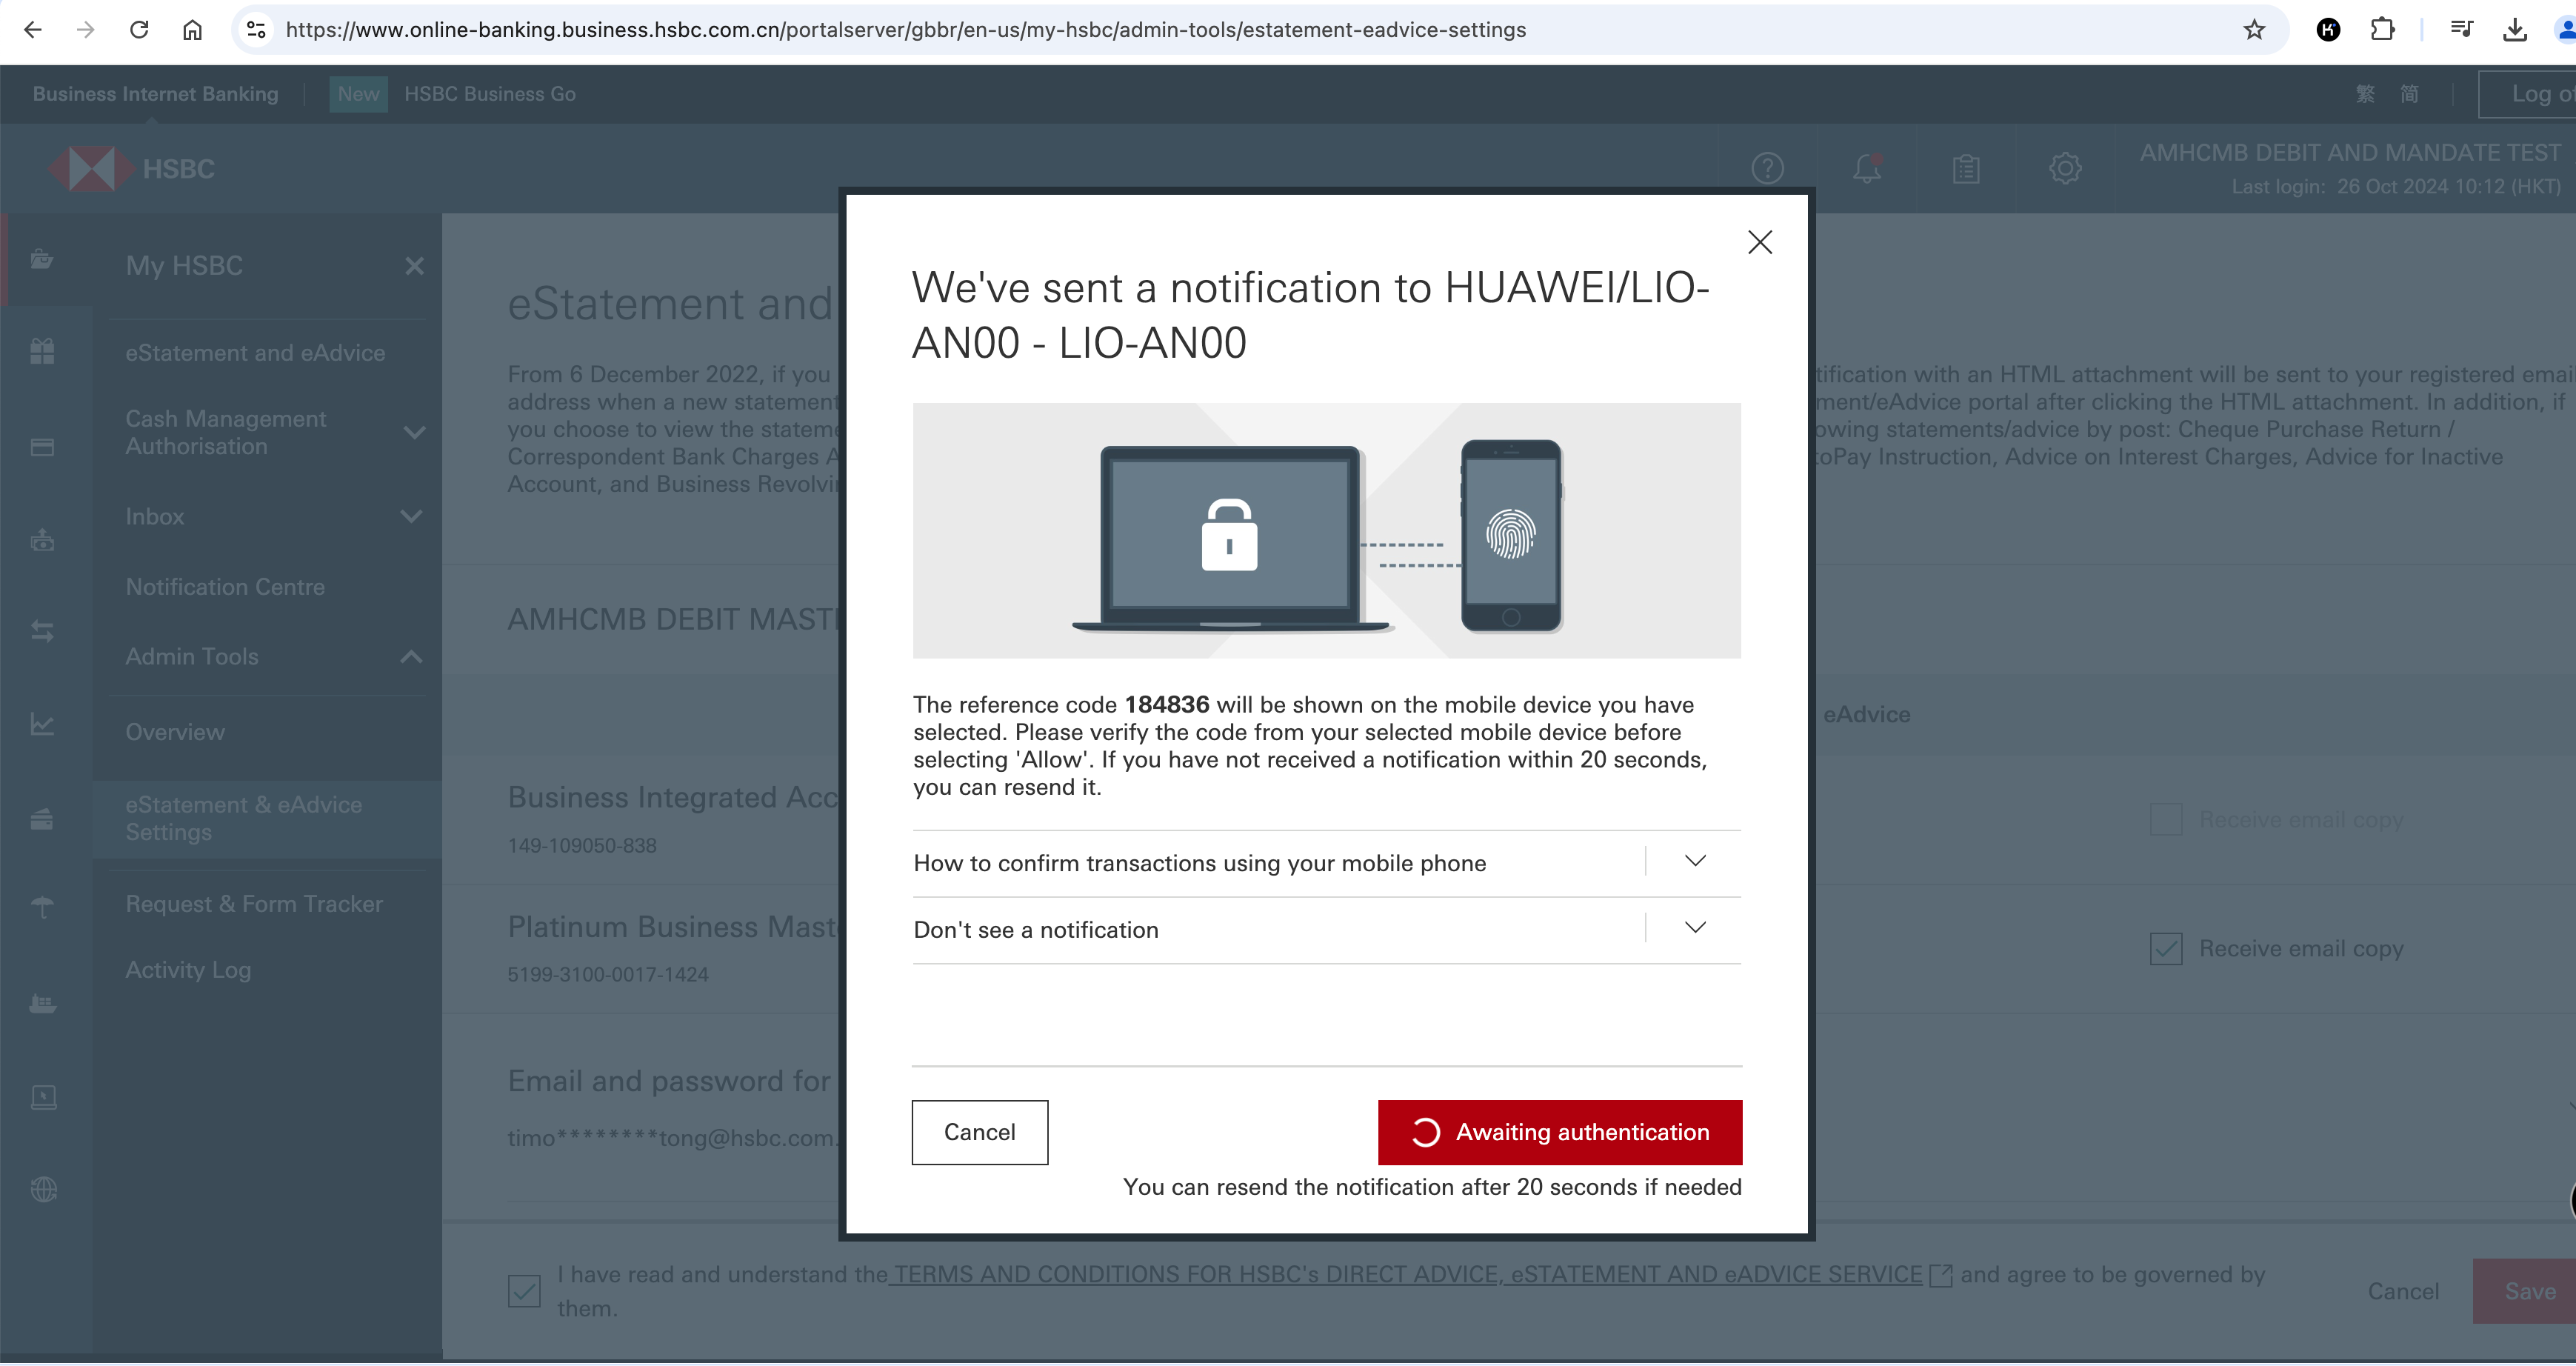 https://www.online-banking.business.hsbc.com.cn/portalserver/gbbr/en-us/my-hsbc/admin-tools/estatement-eadvice-settings
Business Internet Banking
New
HSBC Business Go
繁 简
Log of
HSBC
AMHCMB DEBIT AND MANDATE TEST
Last login: 26 Oct 2024 10:12 (HKT)
My HSBC
eStatement and eAdvice
Cash Management
Authorisation
Inbox
Notification Centre
Admin Tools
Overview
eStatement & eAdvice
Settings
Request & Form Tracker
Activity Log
eStatement and
From 6 December 2022, if you
address when a new statement
you choose to view the stateme
Correspondent Bank Charges A
Account, and Business Revolvi
tification with an HTML attachment will be sent to your registered emai
ment/eAdvice portal after clicking the HTML attachment. In addition, if
owing statements/advice by post: Cheque Purchase Return /
toPay Instruction, Advice on Interest Charges, Advice for Inactive
AMHCMB DEBIT MAST
eAdvice
Business Integrated Acc
149-109050-838
Receive email copy
Platinum Business Mast
5199-3100-0017-1424
Receive email copy
Email and password for
timo********tong@hsbc.com.
We've sent a notification to HUAWEI/LIO-
AN00 - LIO-AN00
The reference code 184836 will be shown on the mobile device you have
selected. Please verify the code from your selected mobile device before
selecting 'Allow'. If you have not received a notification within 20 seconds,
you can resend it.
How to confirm transactions using your mobile phone
Don't see a notification
Cancel
Awaiting authentication
You can resend the notification after 20 seconds if needed
I have read and understand the TERMS AND CONDITIONS FOR HSBC's DIRECT ADVICE, eSTATEMENT AND eADVICE SERVICE and agree to be governed by
them.
Cancel
Save